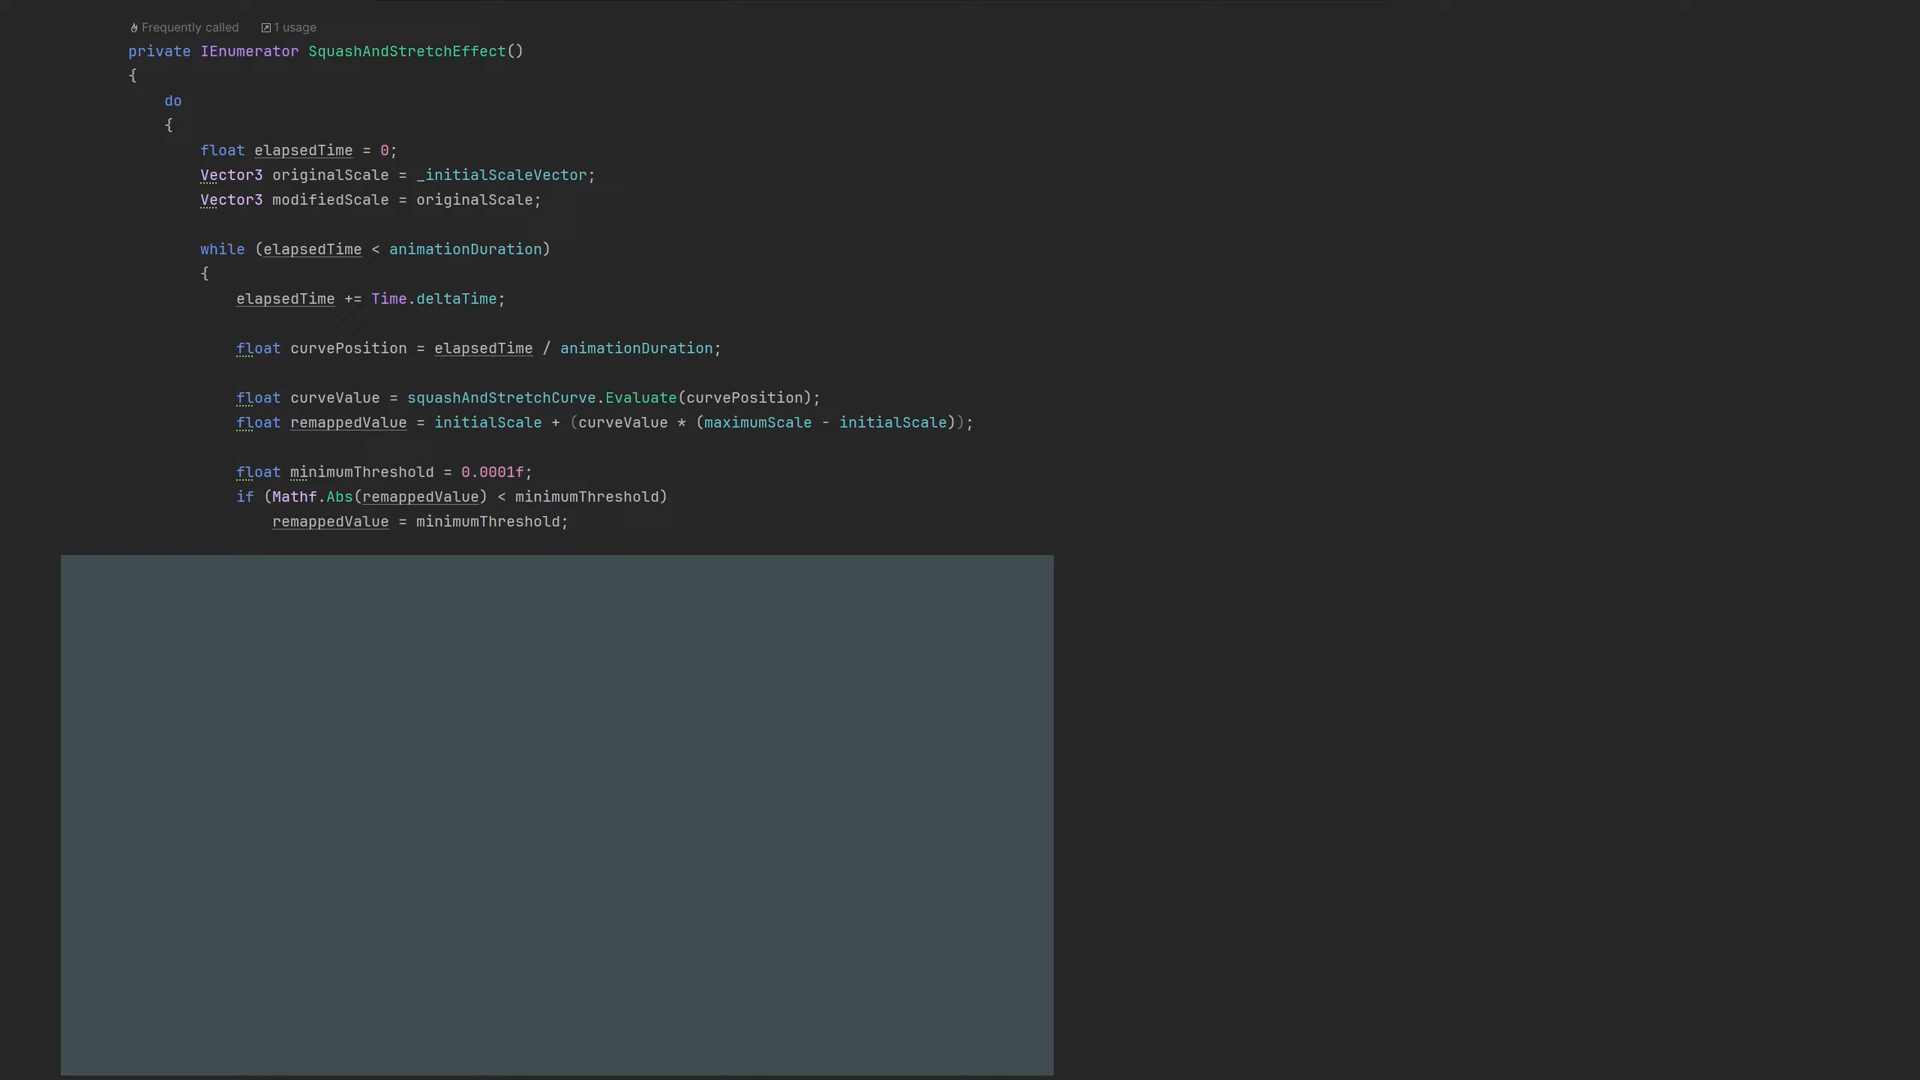 Frequently called 1 usage
private IEnumerator SquashAndStretchEffect()
{
do
{
float elapsedTime = 0;
Vector3 originalScale = _initialScaleVector;
Vector3 modifiedScale = originalScale;
while (elapsedTime < animationDuration)
{
elapsedTime += Time.deltaTime;
float curvePosition = elapsedTime / animationDuration;
float curveValue = squashAndStretchCurve.Evaluate(curvePosition);
float remappedValue = initialScale + (curveValue * (maximumScale - initialScale));
float minimumThreshold = 0.0001f;
if (Mathf.Abs(remappedValue) < minimumThreshold)
remappedValue = minimumThreshold;